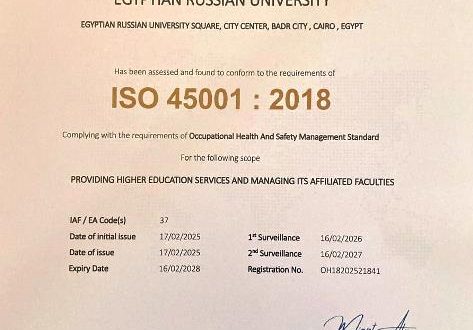 EGYPTIAN RUSSIAN UNIVERSITY
EGYPTIAN RUSSIAN UNIVERSITY SQUARE, CITY CENTER, BADR CITY , CAIRO , EGYPT
Has been assessed and found to conform to the requirements of
ISO 45001 : 2018
Complying with the requirements of Occupational Health And Safety Management Standard
For the following scope
PROVIDING HIGHER EDUCATION SERVICES AND MANAGING ITS AFFILIATED FACULTIES
IAF / EA Code(s) 37
Date of initial issue 17/02/2025 1st Surveillance 16/02/2026
Date of issue 17/02/2025 2nd Surveillance 16/02/2027
Expiry Date 16/02/2028 Registration No. OH18202521841